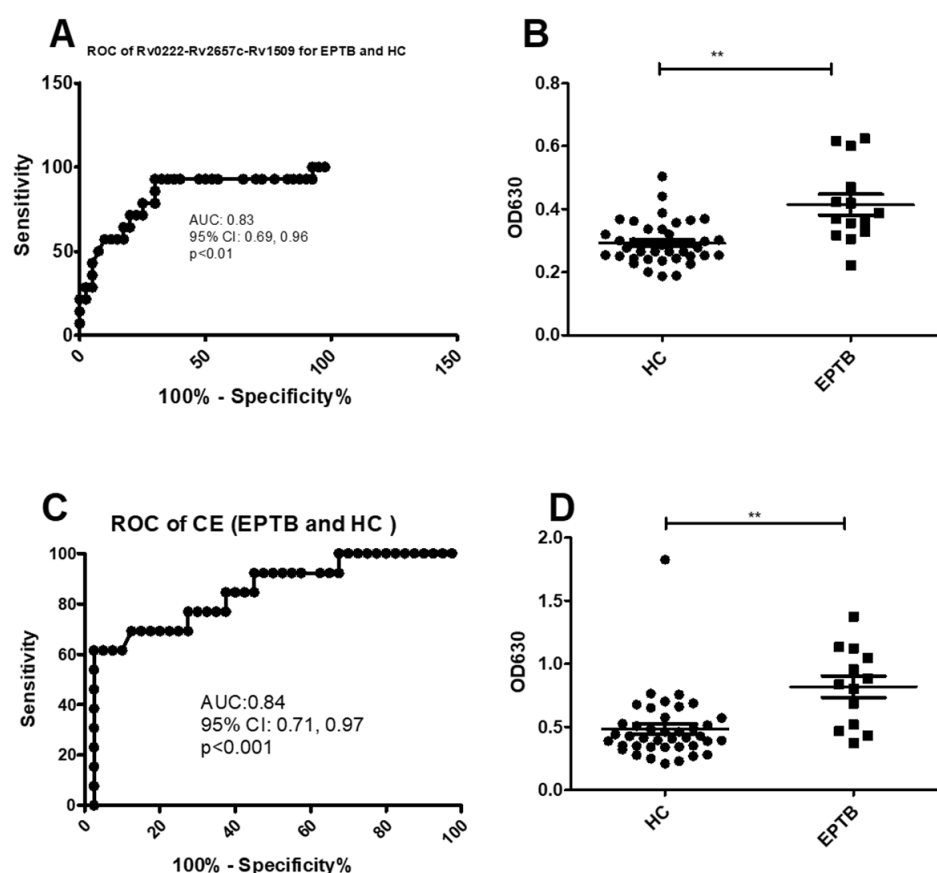 A
ROC of Rv0222-Rv2657c-Rv1509 for EPTB and HC
150
100
50
0
Sensitivity
AUC: 0.83
95% CI: 0.69, 0.96
p<0.01
0
50
100
150
100% - Specificity%
B
**
0.8
0.6
0.4
0.2
0.0
OD630
HC
EPTB
C
ROC of CE (EPTB and HC )
100
80
60
40
20
0
Sensitivity
AUC:0.84
95% CI: 0.71, 0.97
p<0.001
0
20
40
60
80
100
100% - Specificity%
D
**
2.0
1.5
1.0
0.5
0.0
OD630
HC
EPTB